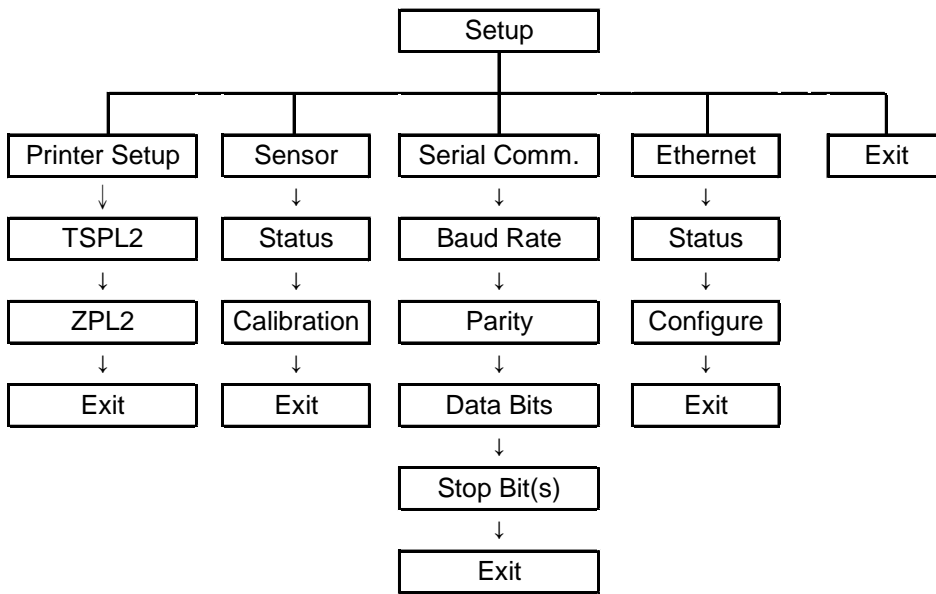 Setup
Printer Setup
Sensor
Serial Comm.
Ethernet
Exit
TSPL2
Status
Baud Rate
Status
ZPL2
Calibration
Parity
Configure
Exit
Exit
Data Bits
Exit
Stop Bit(s)
Exit